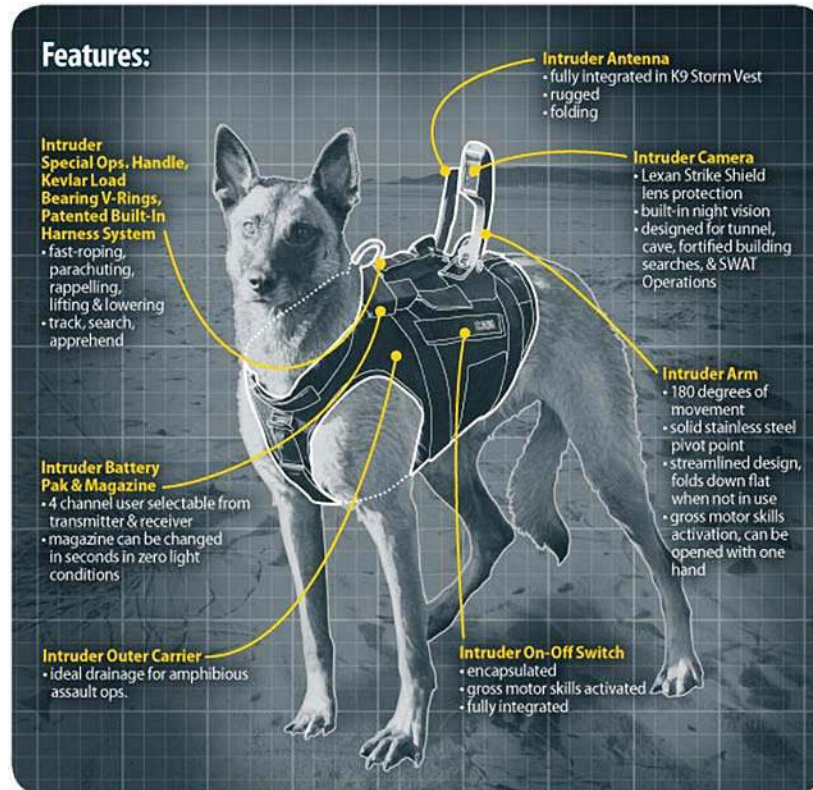 Features:
Intruder
Special Ops. Handle,
Kevlar Load
Bearing V-Rings,
Patented Built-In
Harness System
• fast-roping,
parachuting,
rappelling,
lifting & lowering
• track, search,
apprehend
Intruder Battery
Pak & Magazine
• 4 channel user selectable from
transmitter & receiver
• magazine can be changed
in seconds in zero light
conditions
Intruder Outer Carrier
• ideal drainage for amphibious
assault ops.
Intruder Antenna
• fully integrated in K9 Storm Vest
• rugged
• folding
Intruder Camera
• Lexan Strike Shield
lens protection
• built-in night vision
• designed for tunnel,
cave, fortified building
searches, & SWAT
Operations
Intruder Arm
• 180 degrees of
movement
• solid stainless steel
pivot point
• streamlined design,
folds down flat
when not in use
• gross motor skills
activation, can be
opened with one
hand
Intruder On-Off Switch
• encapsulated
• gross motor skills activated
• fully integrated